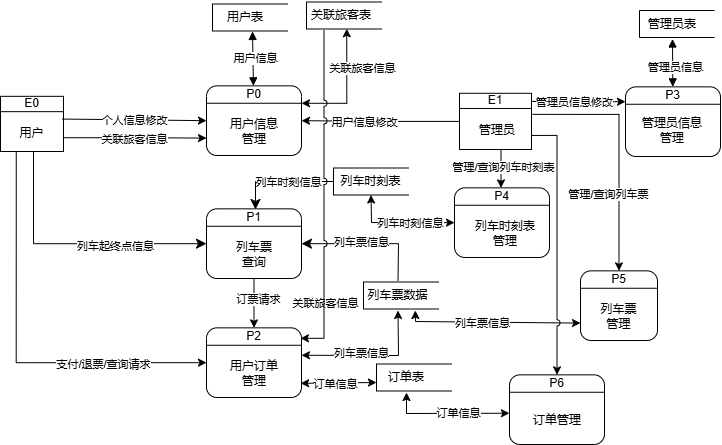 用户表
关联旅客表
管理员表
用户信息
关联旅客信息
管理员信息
E0
用户
个人信息修改
关联旅客信息
P0
用户信息
管理
用户信息修改
E1
管理员
管理员信息修改
P3
管理员信息
管理
管理/查询列车时刻表
管理/查询列车票
列车时刻信息
列车时刻表
P4
列车时刻表
管理
列车时刻信息
P1
列车票
查询
列车起终点信息
列车票信息
P5
列车票
管理
订票请求
关联旅客信息
列车票数据
列车票信息
P2
用户订单
管理
列车票信息
支付/退票/查询请求
订单信息
订单表
P6
订单管理
订单信息